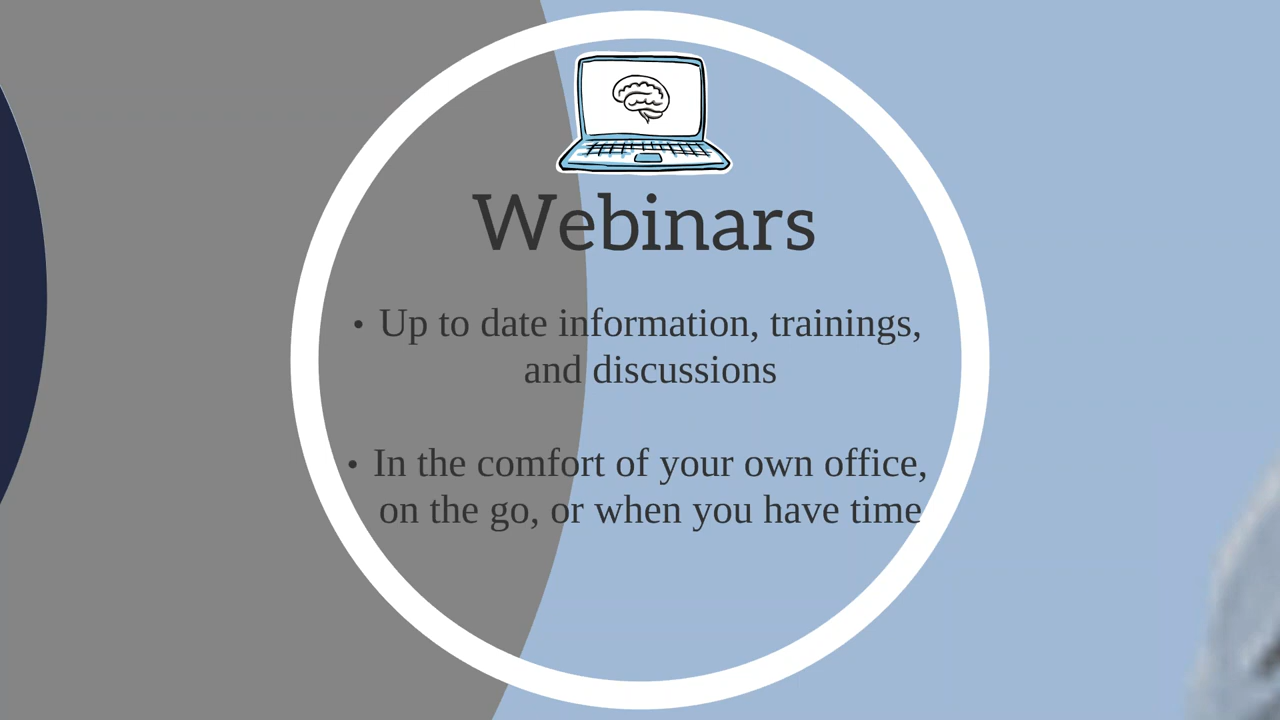 Webinars
• Up to date information, trainings,
and discussions
• In the comfort of your own office,
on the go, or when you have time